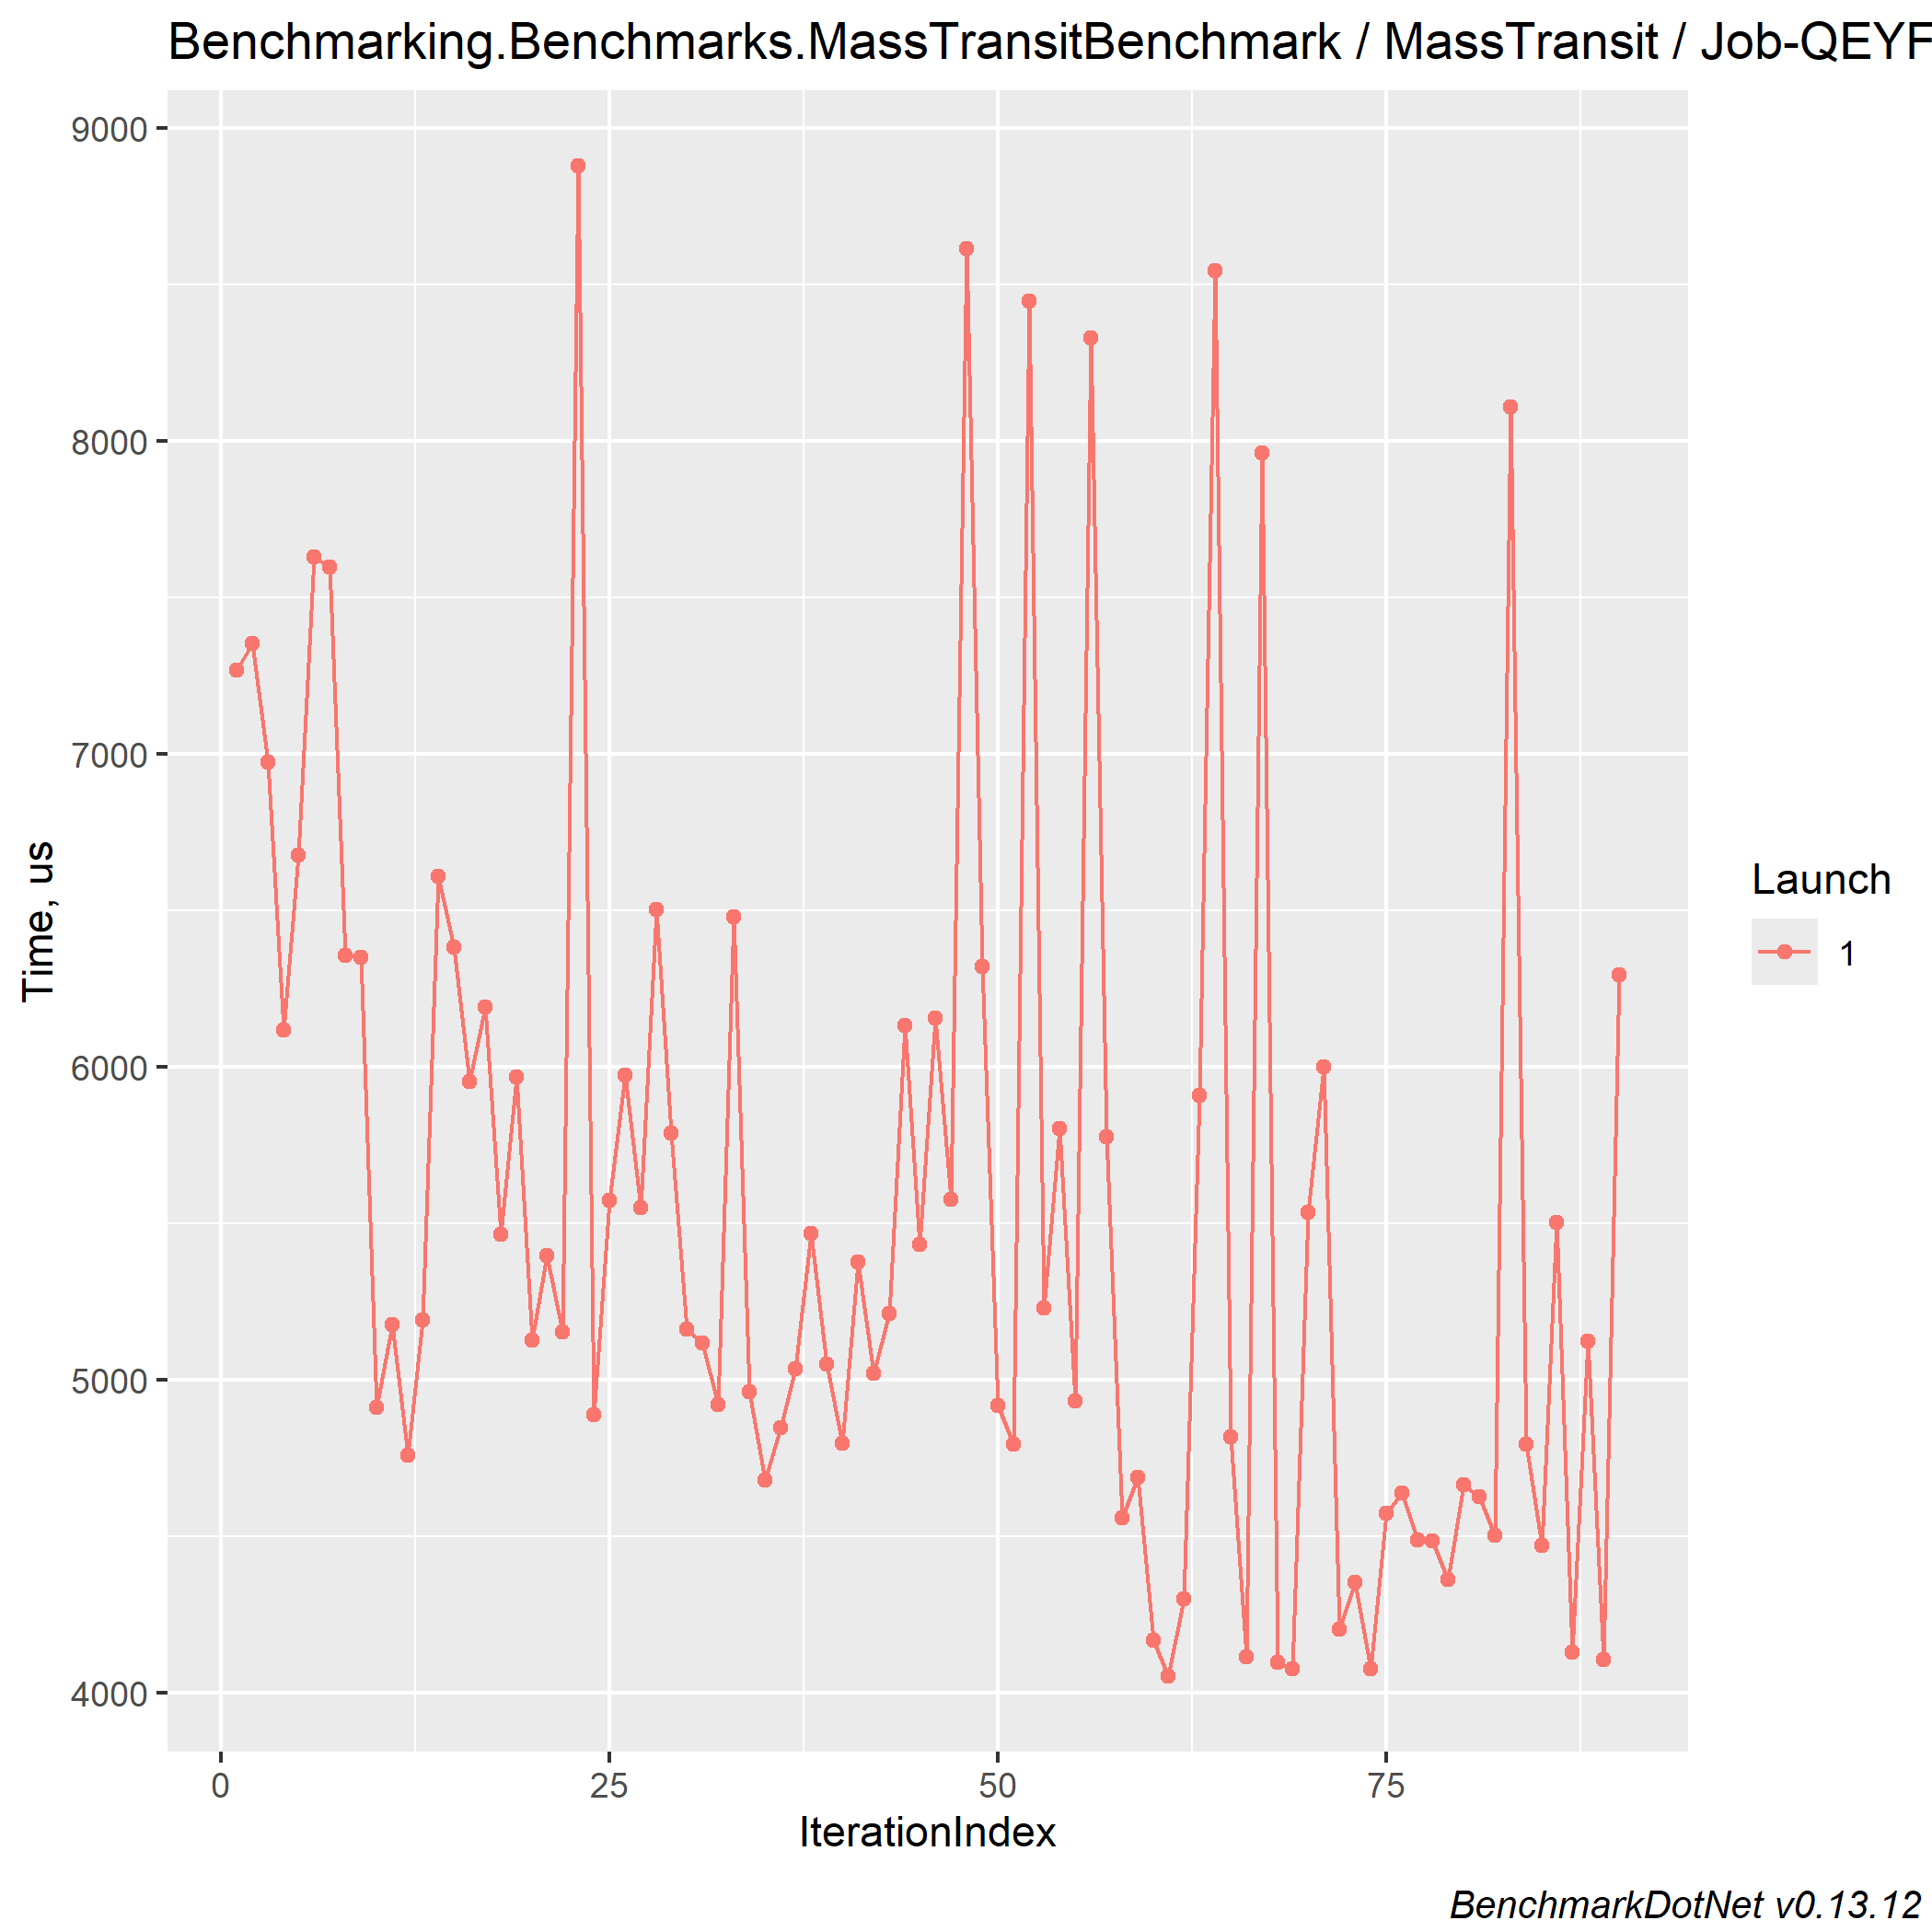 Benchmarking.Benchmarks.MassTransitBenchmark / MassTransit / Job-QEYF
9000
8000
7000
6000
5000
4000
Time, us
0 25 50 75
IterationIndex
Launch
1
BenchmarkDotNet v0.13.12